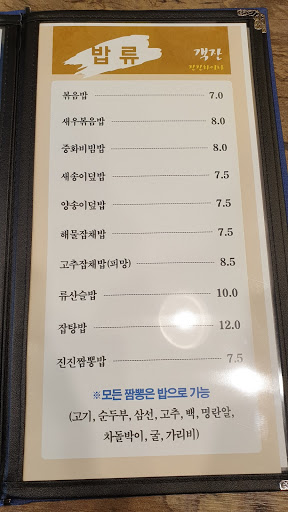 밥류
객잔
볶음밥 7.0
새우볶음밥 8.0
중화비빔밥 8.0
새송이덮밥 7.5
양송이덮밥 7.5
해물잡채밥 7.5
고추잡채밥(피망) 8.5
류산슬밥 10.0
잡탕밥 12.0
진진짬뽕밥 7.5
※모든 짬뽕은 밥으로 가능
(고기, 순두부, 삼선, 고추, 백, 명란알,
차돌박이, 굴, 가리비)